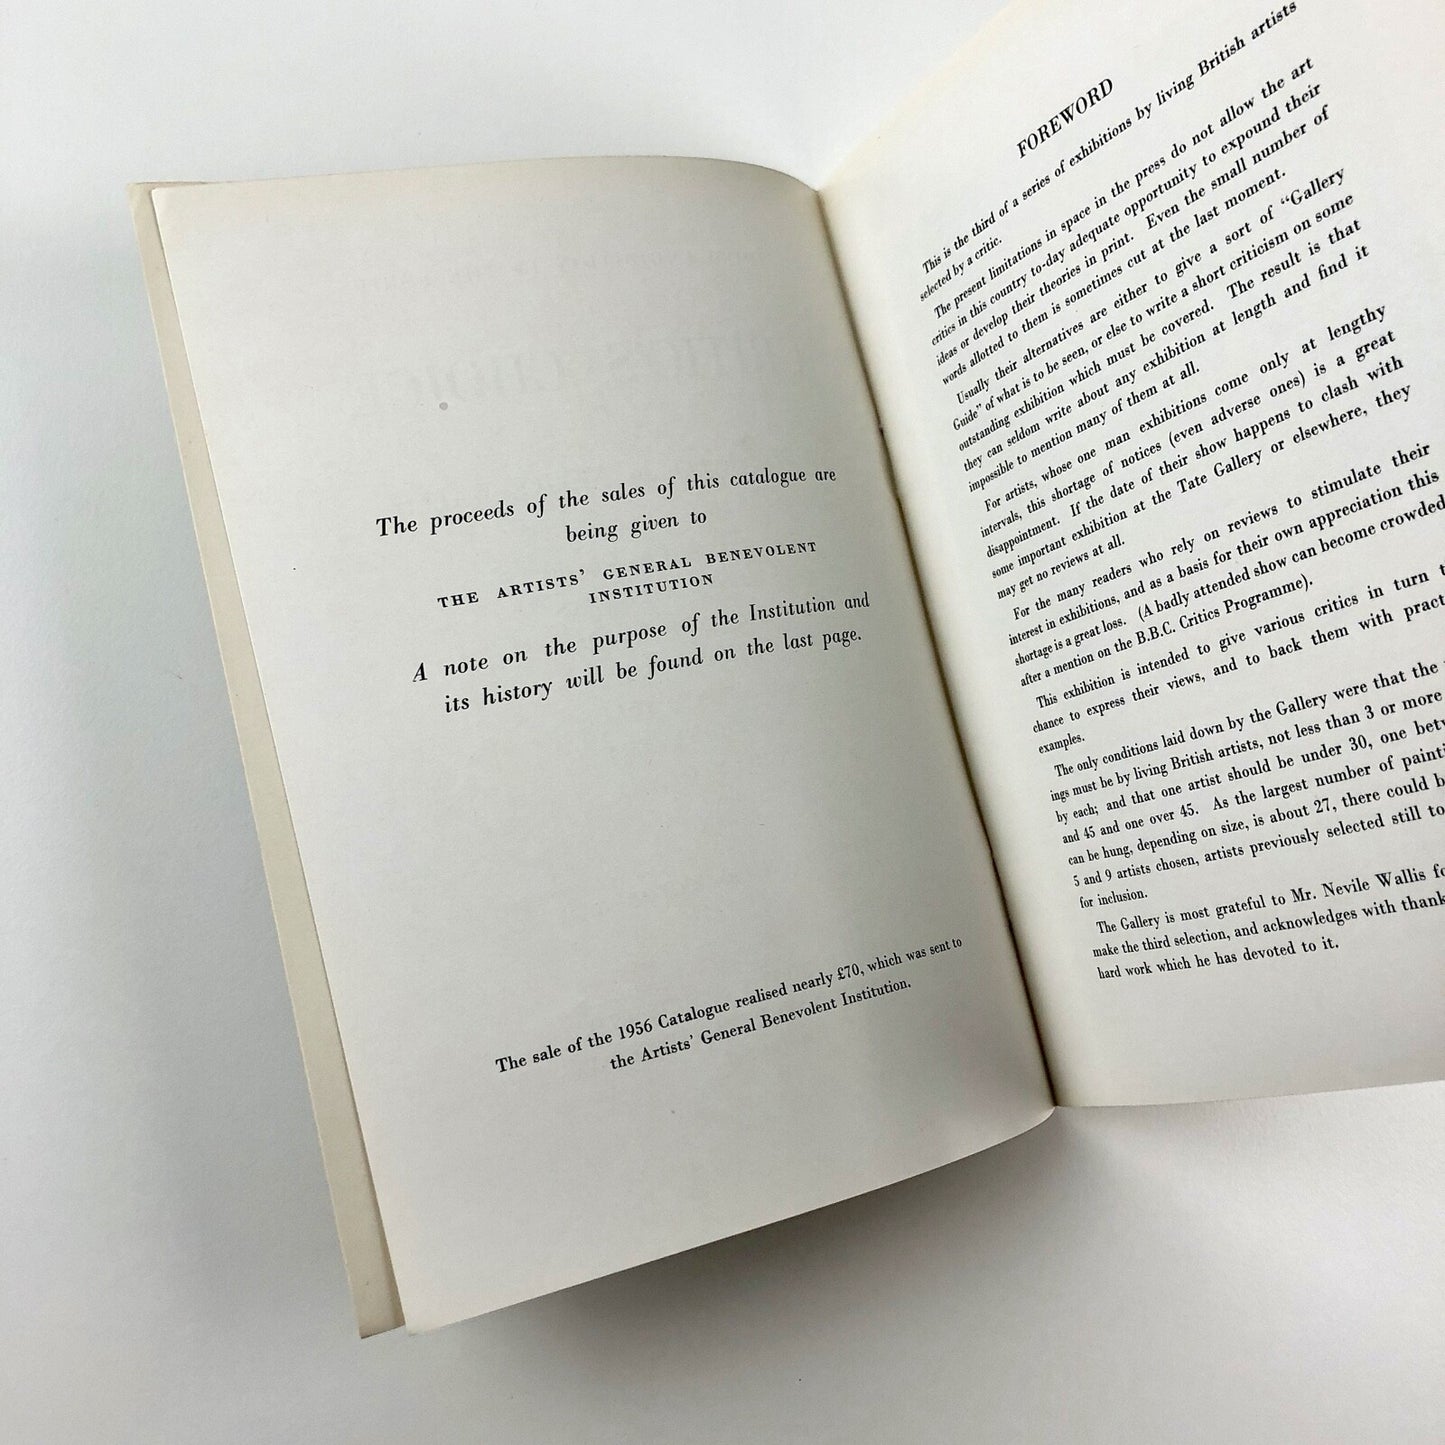 The proceeds of the sales of this catalogue are
being given to
THE ARTISTS' GENERAL BENEVOLENT
INSTITUTION
A note on the purpose of the Institution and
its history will be found on the last page.
The sale of the 1956 Catalogue realised nearly £70, which was sent to
the Artists' General Benevolent Institution.
FOREWORD
This is the third of a series of exhibitions by living British artists
selected by a critic.
The present limitations in space in the press do not allow the art
critics in this country to-day adequate opportunity to expound their
ideas or develop their theories in print. Even the small number of
words allotted to them is sometimes cut at the last moment.
Usually their alternatives are either to give a sort of "Gallery
Guide" of what is to be seen, or else to write a short criticism on some
outstanding exhibition which must be covered. The result is that
they can seldom write about any exhibition at length and find it
impossible to mention many of them at all.
For artists, whose one man exhibitions come only at lengthy
intervals, this shortage of notices (even adverse ones) is a great
disappointment. If the date of their show happens to clash with
some important exhibition at the Tate Gallery or elsewhere, they
may get no reviews at all.
For the many readers who rely on reviews to stimulate their
interest in exhibitions, and as a basis for their own appreciation this
shortage is a great loss. (A badly attended show can become crowded
after a mention on the B.B.C. Critics Programme).
This exhibition is intended to give various critics in turn
chance to express their views, and to back them with
examples.
The only conditions laid down by the Gallery were that the
ings must be by living British artists, not less than 3 or more
by each; and that one artist should be under 30, one
and 45 and one over 45. As the largest number of
can be hung, depending on size, is about 27, there could
5 and 9 artists chosen, artists previously selected still to
for inclusion.
The Gallery is most grateful to Mr. Nevile Wallis
make the third selection, and acknowledges with
hard work which he has devoted to it.